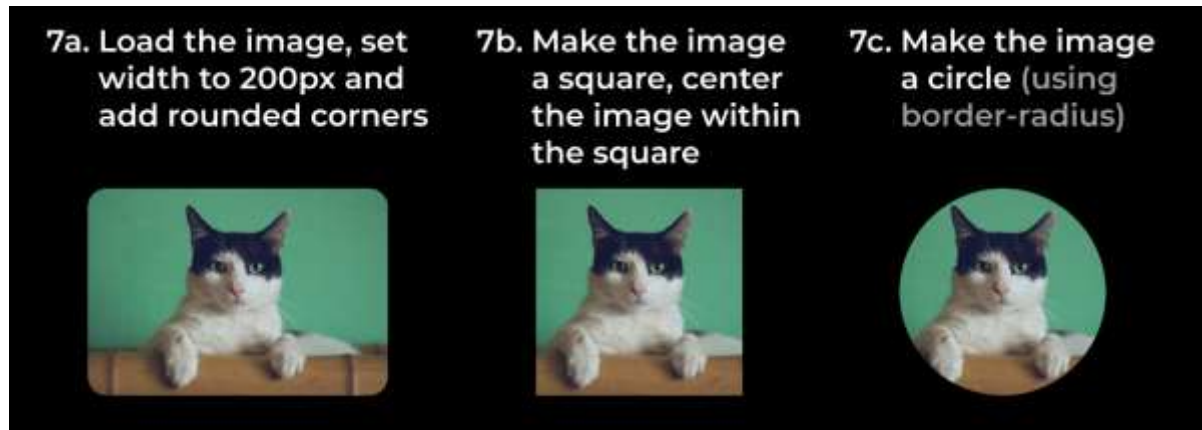 7a. Load the image, set
width to 200px and
add rounded corners
7b. Make the image
a square, center
the image within
the square
7c. Make the image
a circle (using
border-radius)